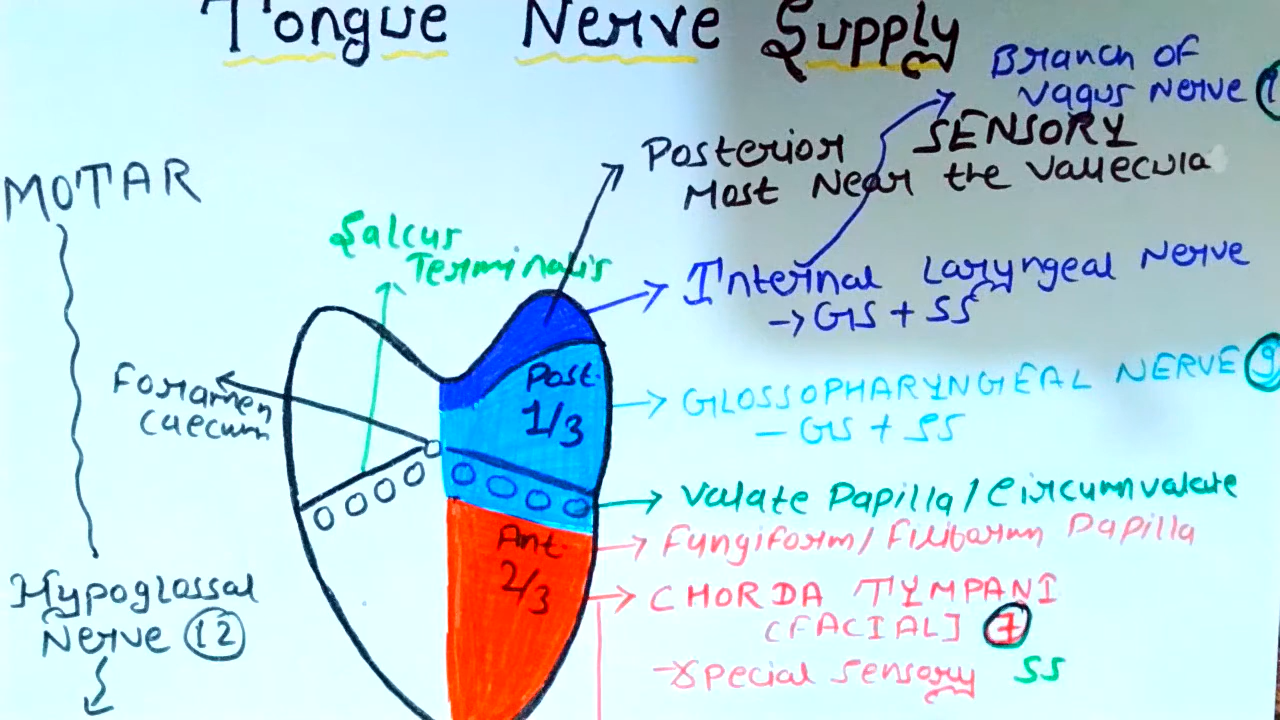 Tongue Nerve Supply
Branch of
Vagus Nerve
SENSORY
Posterior
Most Near the Vallecula
MOTAR
Salcus
Terminalis
Internal Laryngeal Nerve
→ GS + SS
Foramen
caecum
Post.
1/3
GLOSSOPHARYNGEAL NERVE 9
- GS + SS
Valate Papilla/Circumvalate
Fungiform/Filiborm Papilla
Ant.
2/3
CHORDA TYMPANI
(FACIAL] 7
→ Special Sensory SS
Hypoglossal
Nerve 12